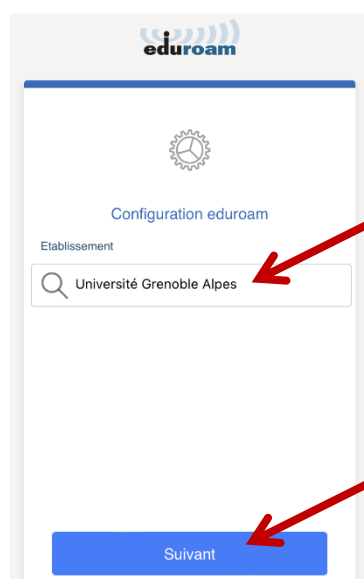 eduroam
Configuration eduroam
Etablissement
Université Grenoble Alpes
Suivant